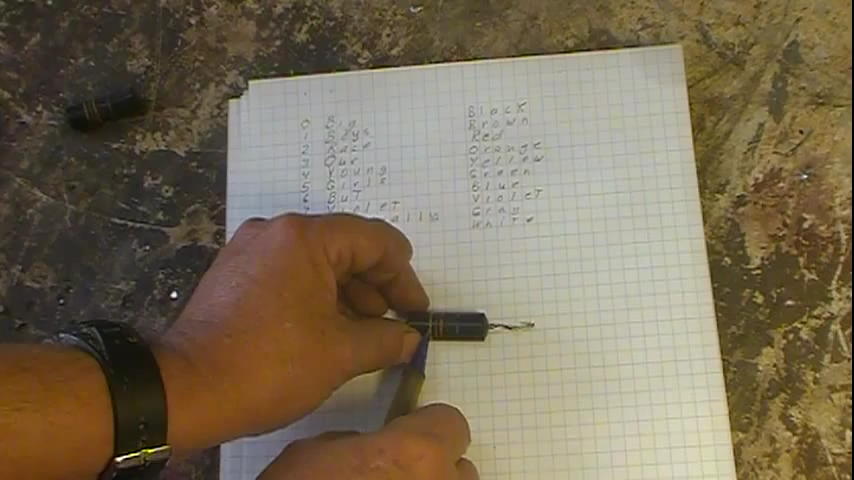 0 Big Black
1 Boys Brown
2 Race Red
3 Our Orange
4 Young Yellow
5 Girls Green
6 But Blue
Violet Violet
Gray
White